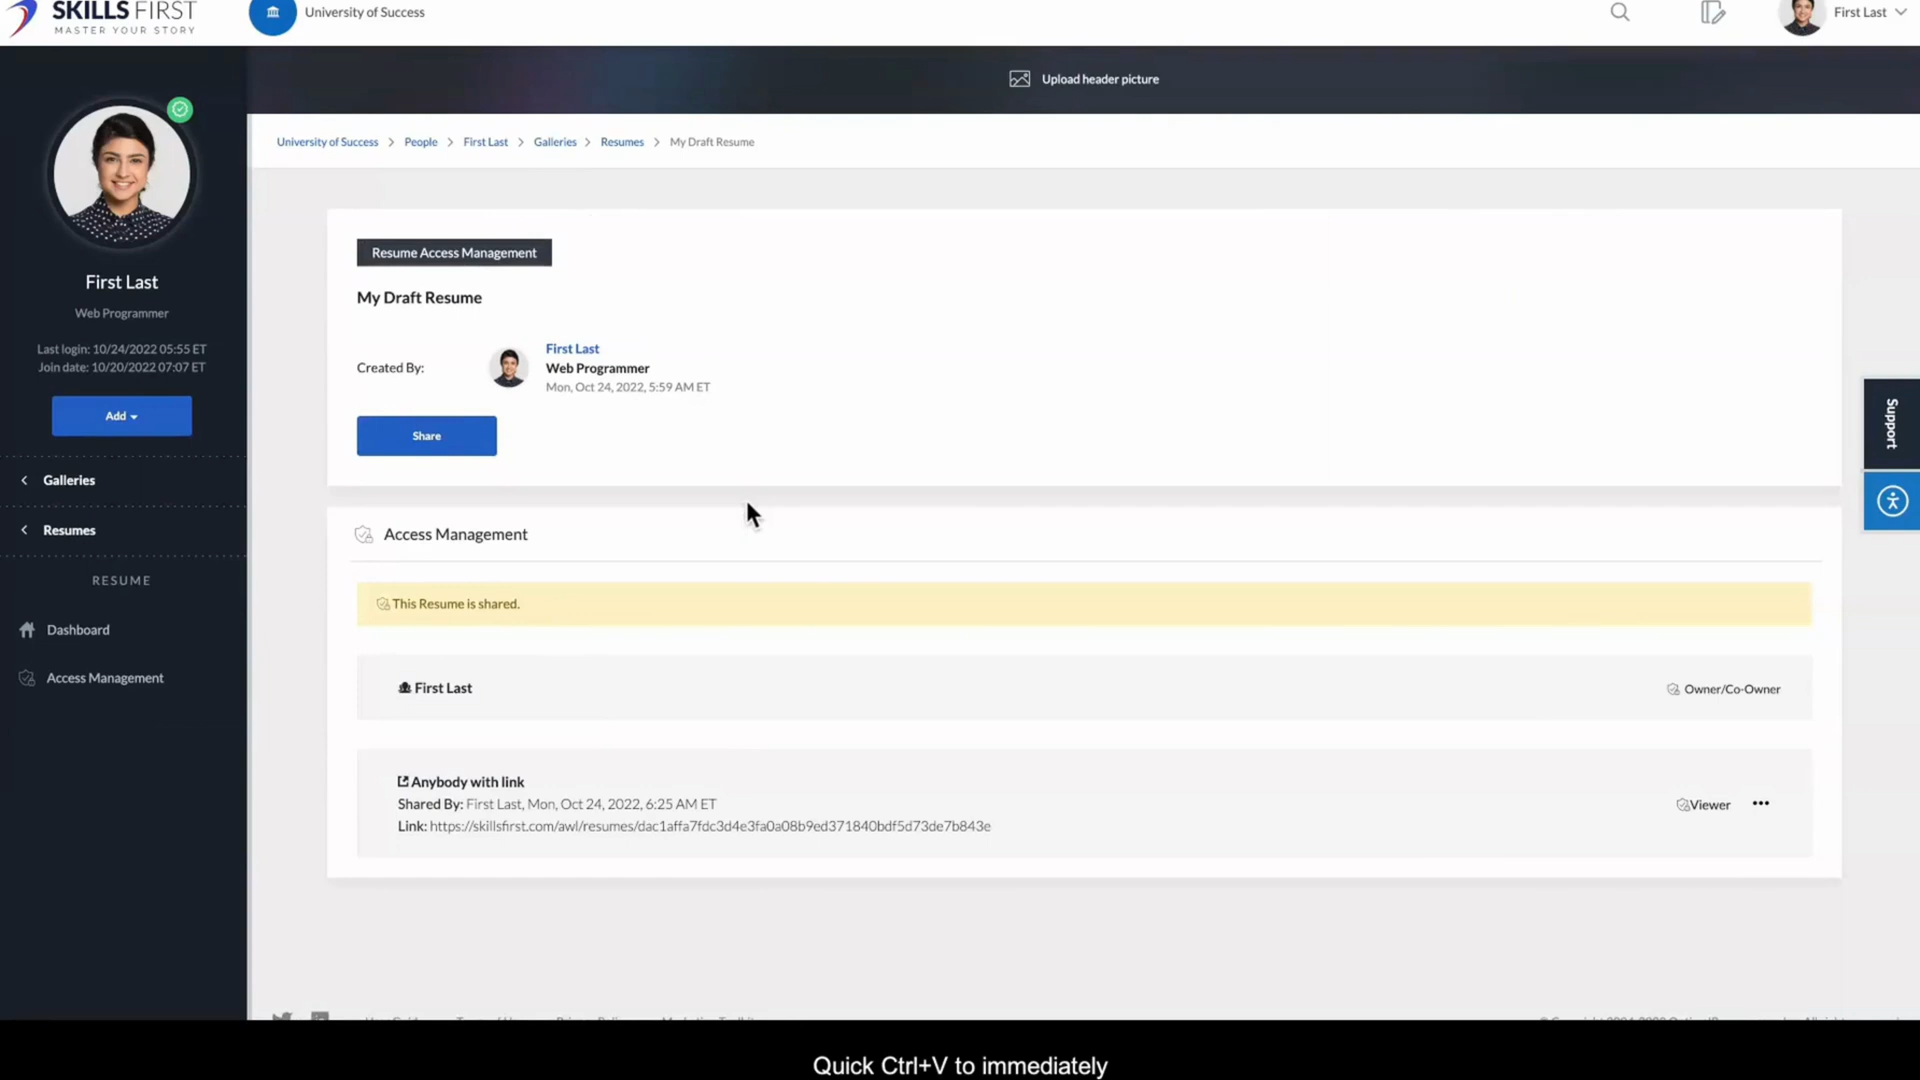 SKILLS FIRST
MASTER YOUR STORY
University of Success
First Last
Upload header picture
University of Success > People > First Last > Galleries > Resumes > My Draft Resume
First Last
Web Programmer
Last login: 10/24/2022 05:55 ET
Join date: 10/20/2022 07:07 ET
Add
Galleries
Resumes
RESUME
Dashboard
Access Management
Resume Access Management
My Draft Resume
Created By:
First Last
Web Programmer
Mon, Oct 24, 2022, 5:59 AM ET
Share
Access Management
This Resume is shared.
First Last
Owner/Co-Owner
Anybody with link
Shared By: First Last, Mon, Oct 24, 2022, 6:25 AM ET
Link: https://skillsfirst.com/awl/resumes/dac1affa7fdc3d4e3fa0a08b9ed371840bdf5d73de7b843e
Viewer
Support
Quick Ctrl+V to immediately